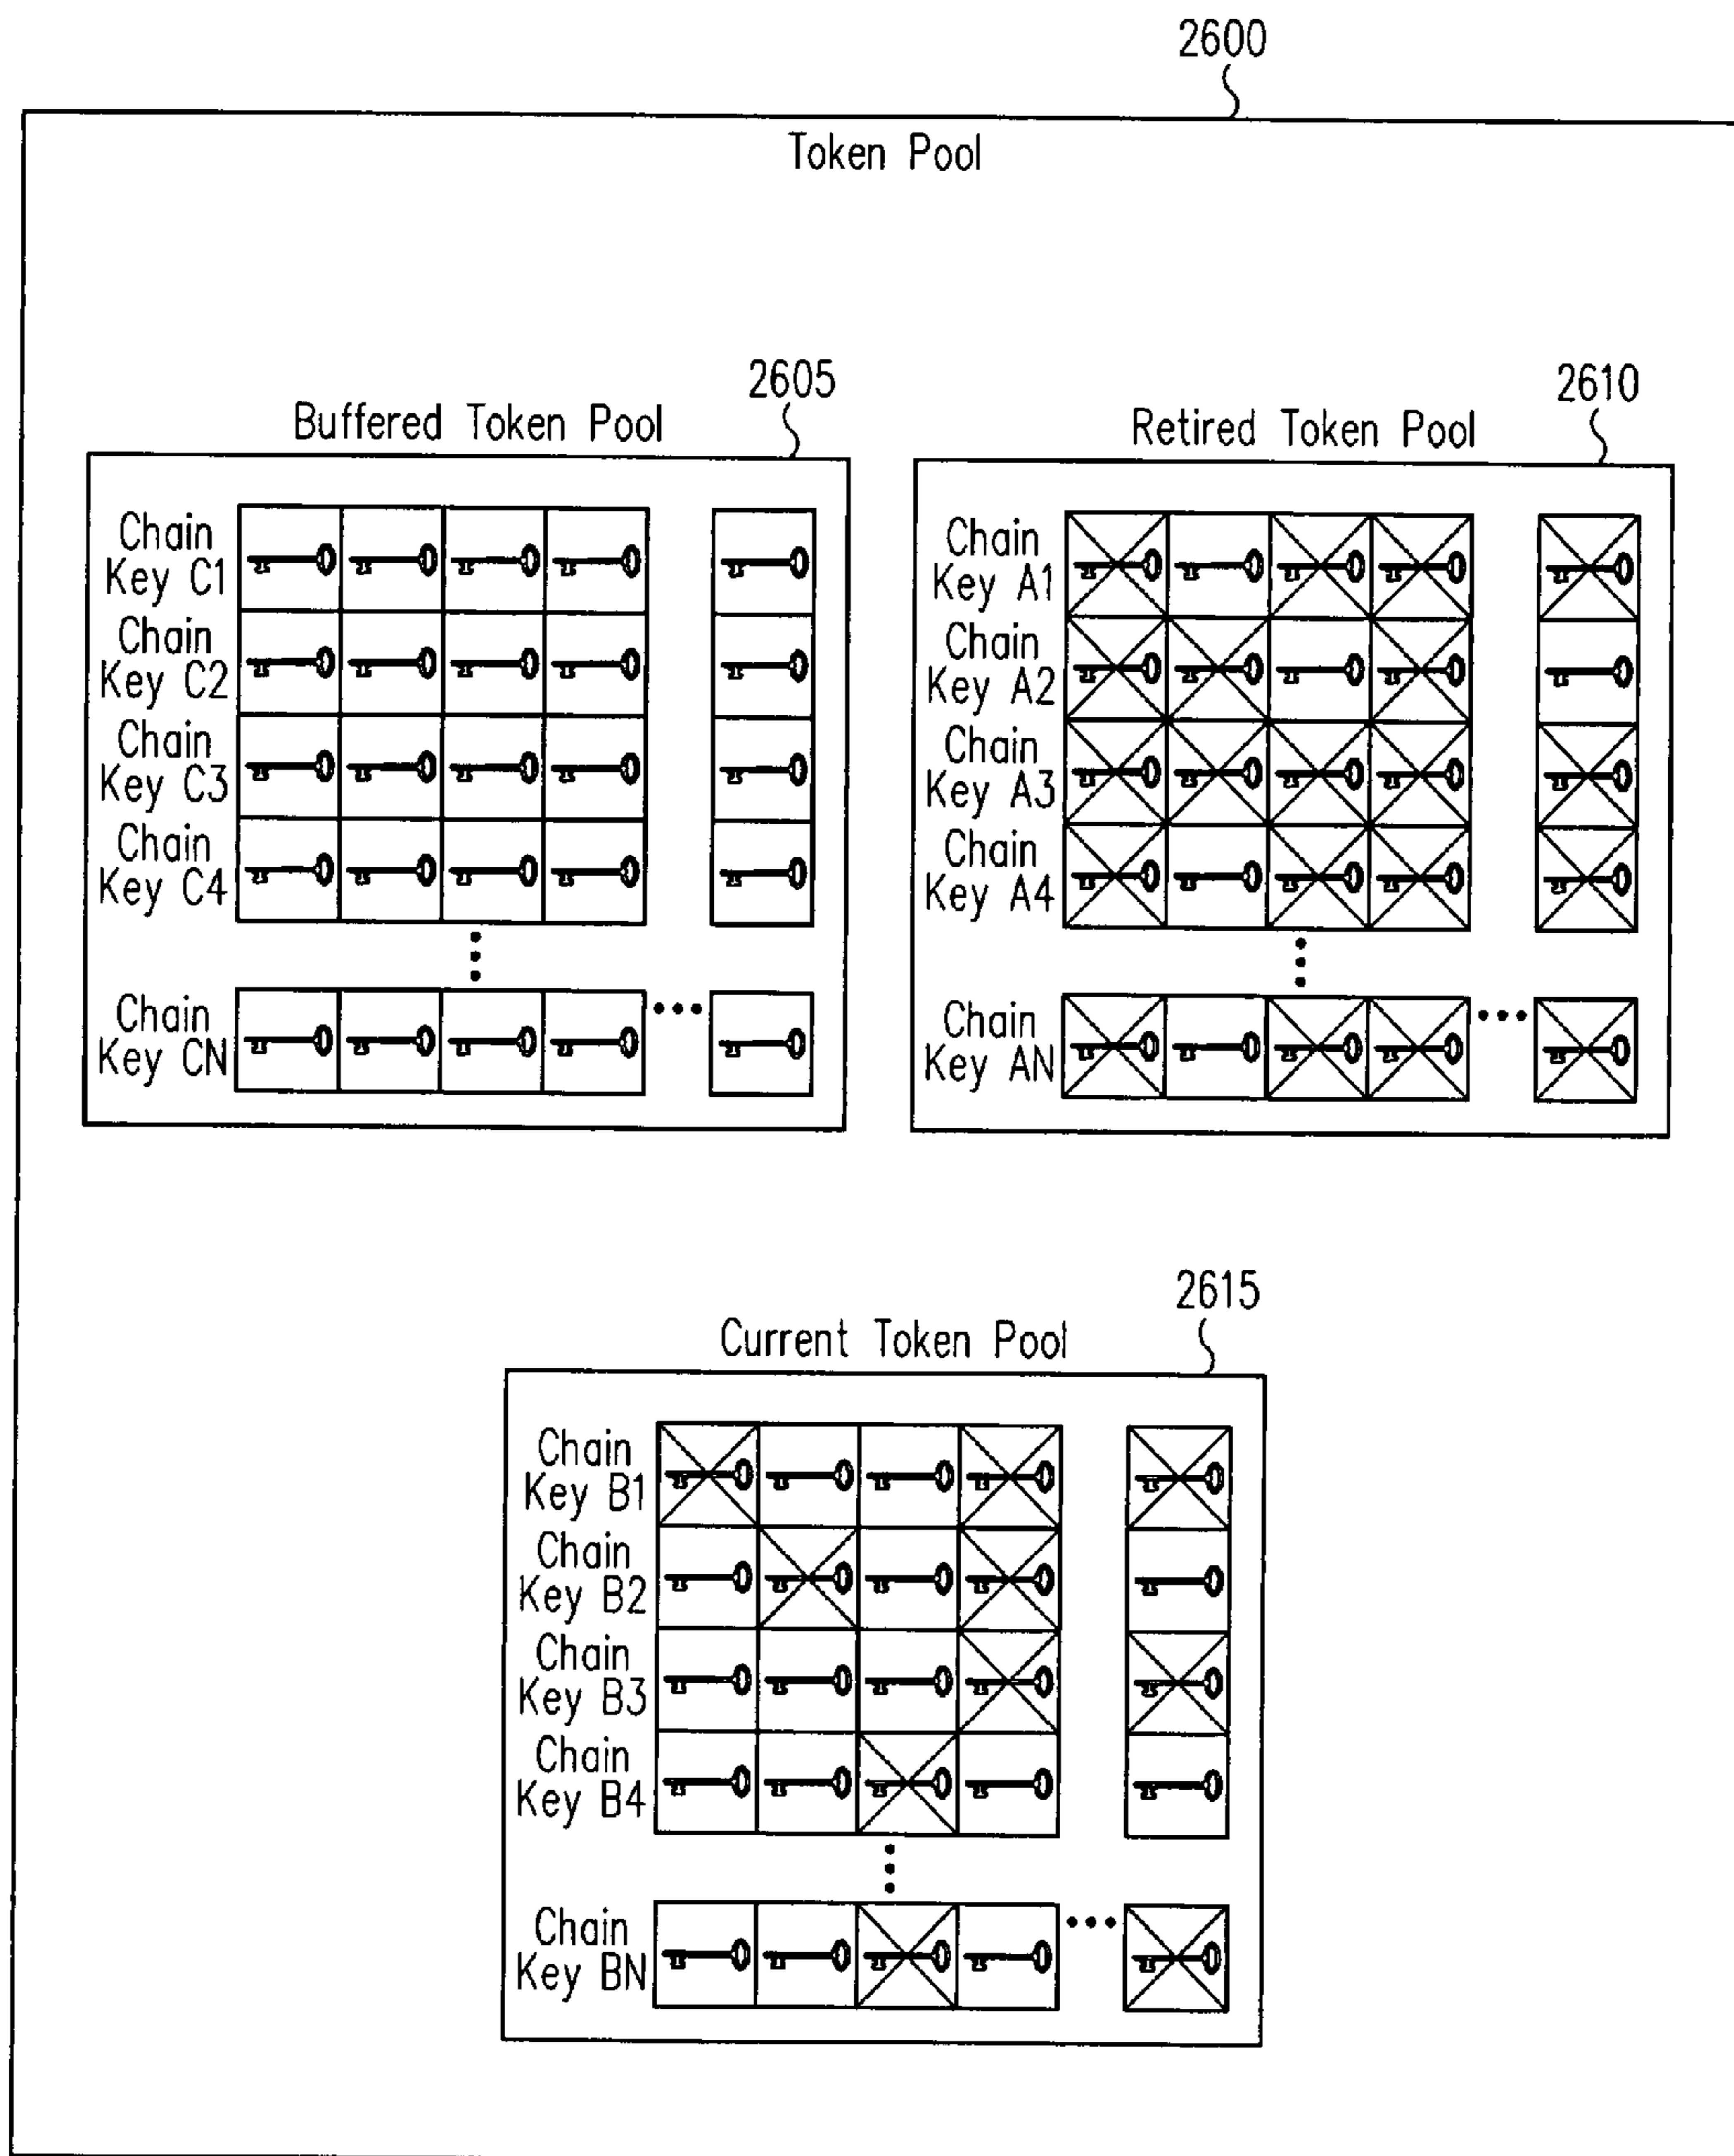 2600
Token Pool
2605
Buffered Token Pool
Chain
Key C1
Chain
Key C2
Chain
Key C3
Chain
Key C4
Chain
Key CN
2610
Retired Token Pool
Chain
Key A1
Chain
Key A2
Chain
Key A3
Chain
Key A4
Chain
Key AN
2615
Current Token Pool
Chain
Key B1
Chain
Key B2
Chain
Key B3
Chain
Key B4
Chain
Key BN